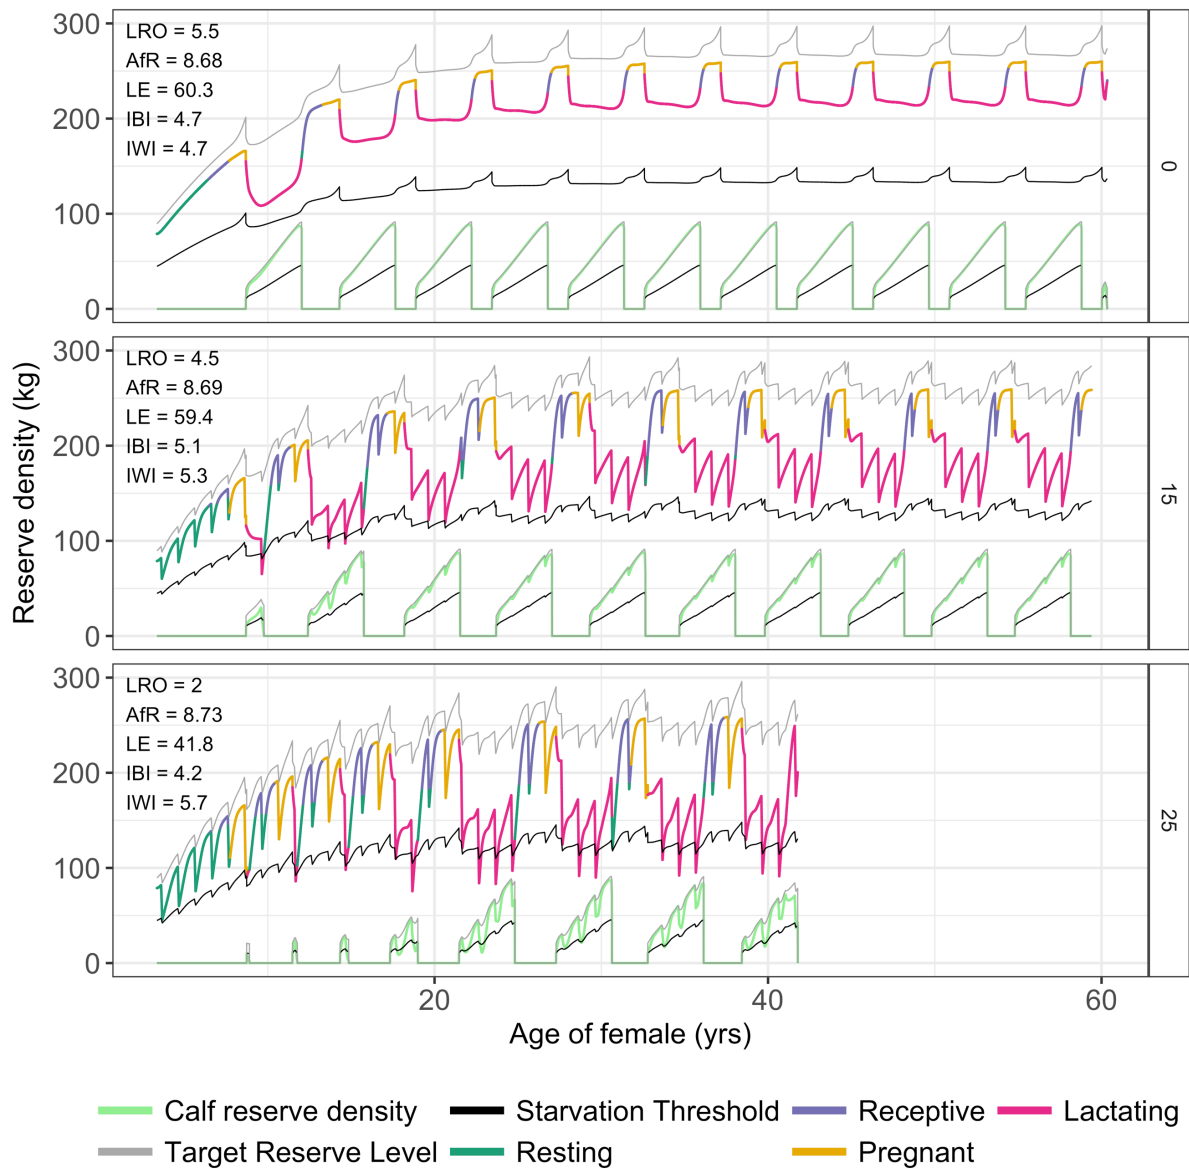 300
200
100
0
LRO = 5.5
AfR = 8.68
LE = 60.3
IBI = 4.7
IWI = 4.7
0
300
200
100
0
LRO = 4.5
AfR = 8.69
LE = 59.4
IBI = 5.1
IWI = 5.3
15
300
200
100
0
LRO = 2
AfR = 8.73
LE = 41.8
IBI = 4.2
IWI = 5.7
25
Reserve density (kg)
20 40 60
Age of female (yrs)
Calf reserve density Starvation Threshold Receptive Lactating
Target Reserve Level Resting Pregnant